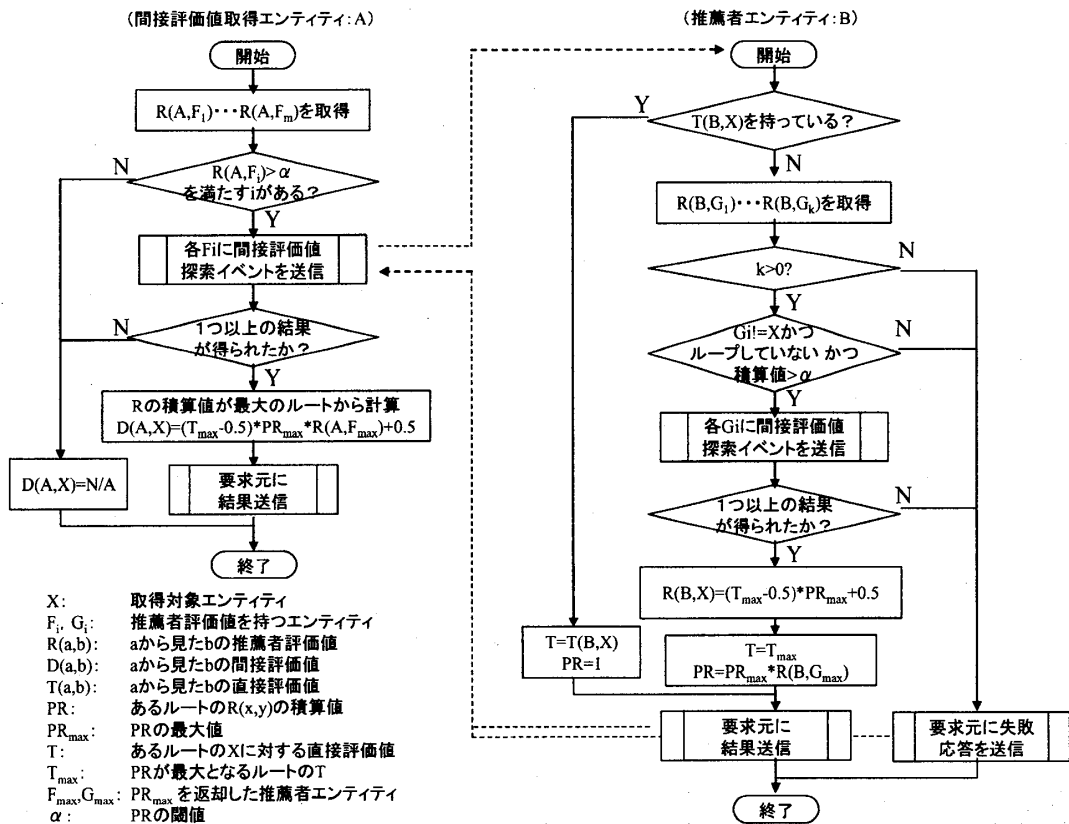 (間接評価値取得エンティティ:A)
開始
R(A,F1)・・・R(A,Fm)を取得
R(A,Fi)>α
を満たすiがある?
N
Y
各Fiに間接評価値
探索イベントを送信
1つ以上の結果
が得られたか?
N
Y
Rの積算値が最大のルートから計算
D(A,X)=(Tmax-0.5)*PRmax*R(A,Fmax)+0.5
D(A,X)=N/A
要求元に
結果送信
終了
(推薦者エンティティ:B)
開始
Y
T(B,X)を持っている?
N
R(B,G1)・・・R(B,Gk)を取得
k>0?
N
Y
Gi!=Xかつ
ループしていない かつ
積算値>α
N
Y
各Giに間接評価値
探索イベントを送信
1つ以上の結果
が得られたか?
N
Y
R(B,X)=(Tmax-0.5)*PRmax+0.5
T=T(B,X)
PR=1
T=Tmax
PR=PRmax*R(B,Gmax)
要求元に
結果送信
要求元に失敗
応答を送信
終了
X: 取得対象エンティティ
Fi, Gi: 推薦者評価値を持つエンティティ
R(a,b): aから見たbの推薦者評価値
D(a,b): aから見たbの間接評価値
T(a,b): aから見たbの直接評価値
PR: あるルートのR(x,y)の積算値
PRmax: PRの最大値
T: あるルートのXに対する直接評価値
Tmax: PRが最大となるルートのT
Fmax,Gmax: PRmax を返却した推薦者エンティティ
α: PRの閾値